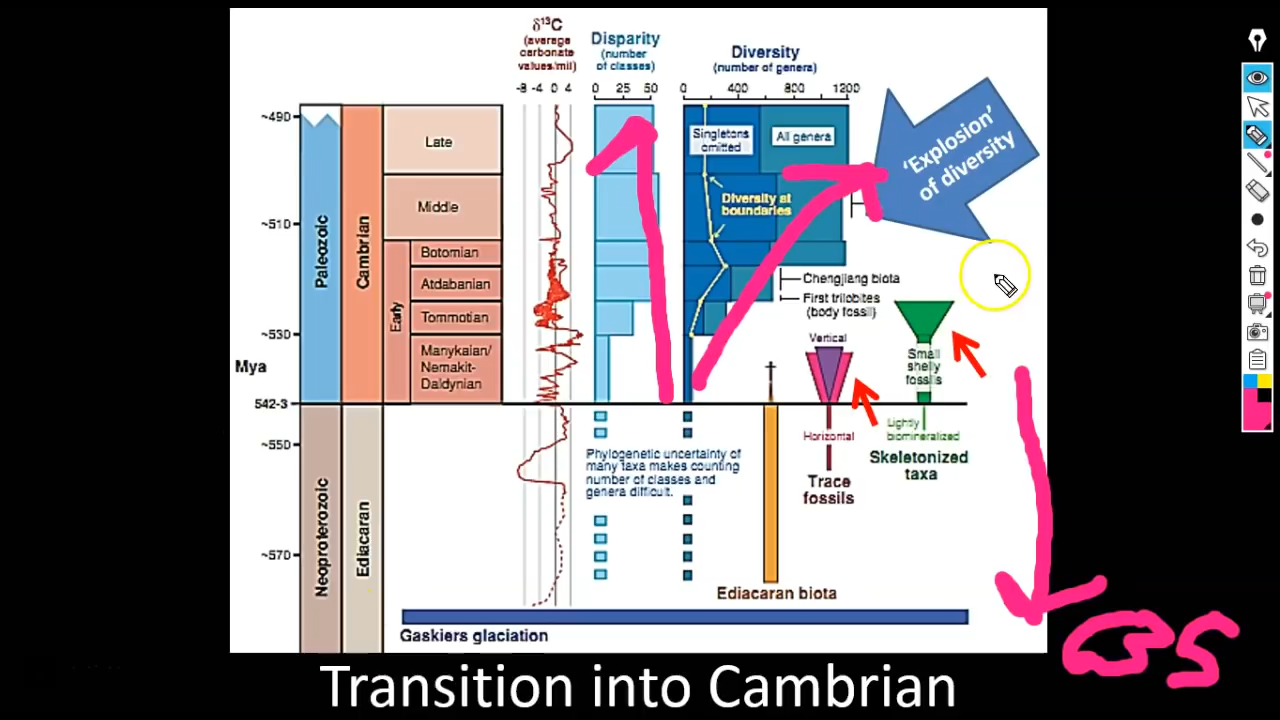 δ¹³C
(average
carbonate
values/mil)
-8 -4 0 4
Disparity
(number
of classes)
0 25 50
Diversity
(number of genera)
0 400 800 1200
~490
~510
~530
Mya
542-3
~550
~570
Paleozoic
Neoproterozoic
Cambrian
Ediacaran
Late
Middle
Early
Botomian
Atdabanian
Tommotian
Manykaian/
Nemakit-
Daldynian
Singletons
omitted
All genera
Diversity at
boundaries
'Explosion'
of diversity
Chengjiang biota
First trilobites
(body fossil)
Vertical
Small
shelly
fossils
Horizontal
Lightly
biomineralized
Trace
fossils
Skeletonized
taxa
Phylogenetic uncertainty of
many taxa makes counting
number of classes and
genera difficult.
Ediacaran biota
Gaskiers glaciation
Transition into Cambrian